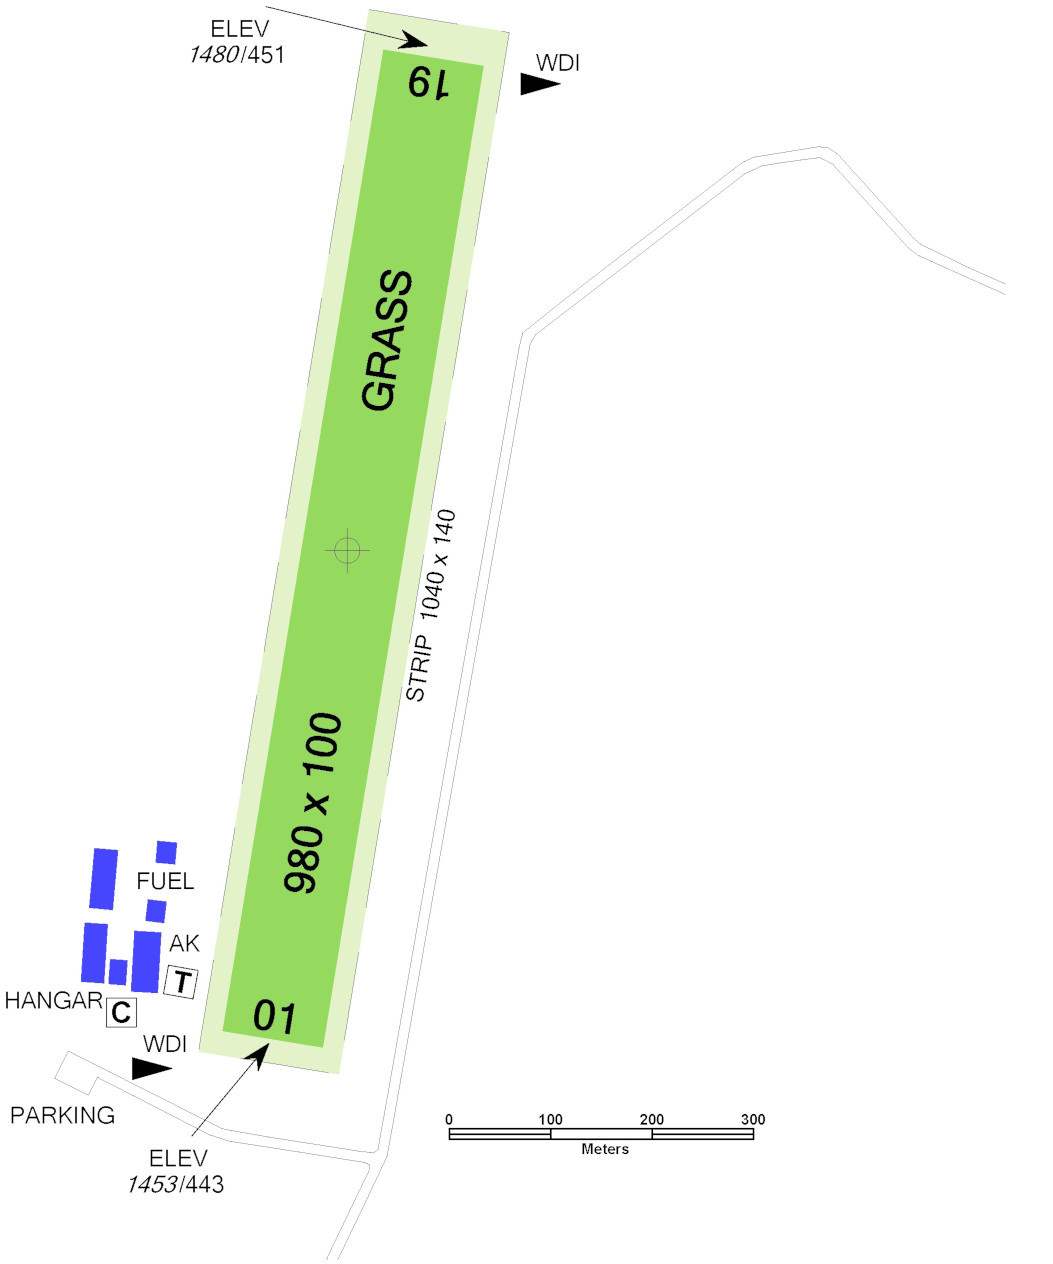 ELEV
1480/451
WDI
19
GRASS
STRIP 1040 x 140
980 x 100
FUEL
AK
T
HANGAR
C
01
WDI
PARKING
0 100 200 300
Meters
ELEV
1453/443